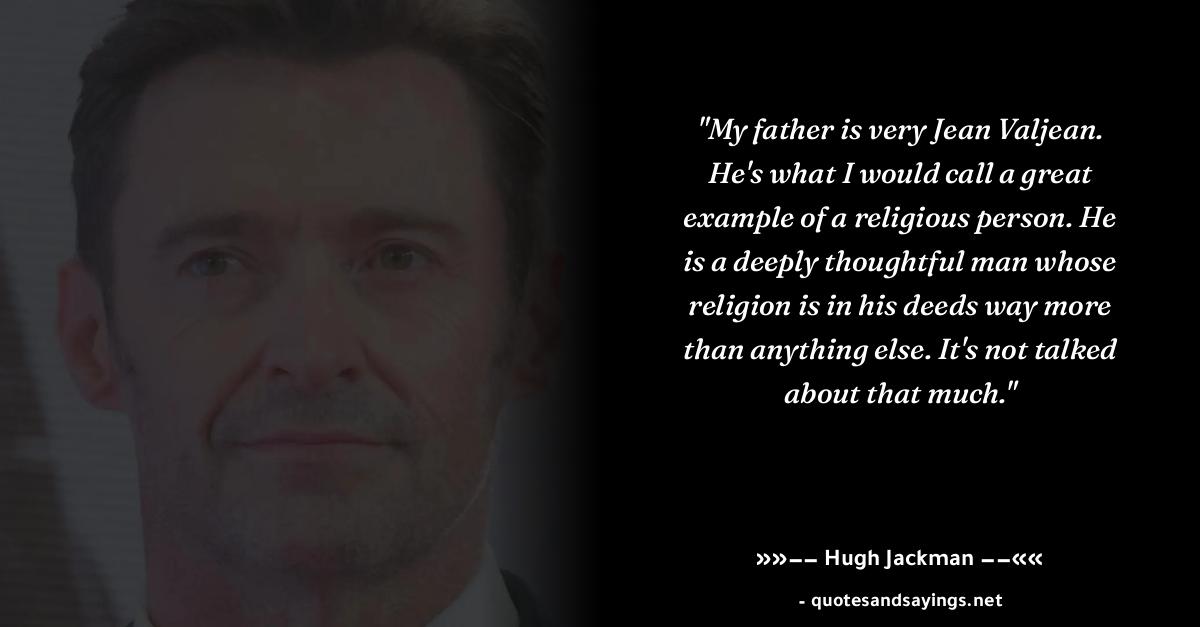 "My father is very Jean Valjean.
He's what I would call a great
example of a religious person. He
is a deeply thoughtful man whose
religion is in his deeds way more
than anything else. It's not talked
about that much."
»»−− Hugh Jackman −−««
- quotesandsayings.net